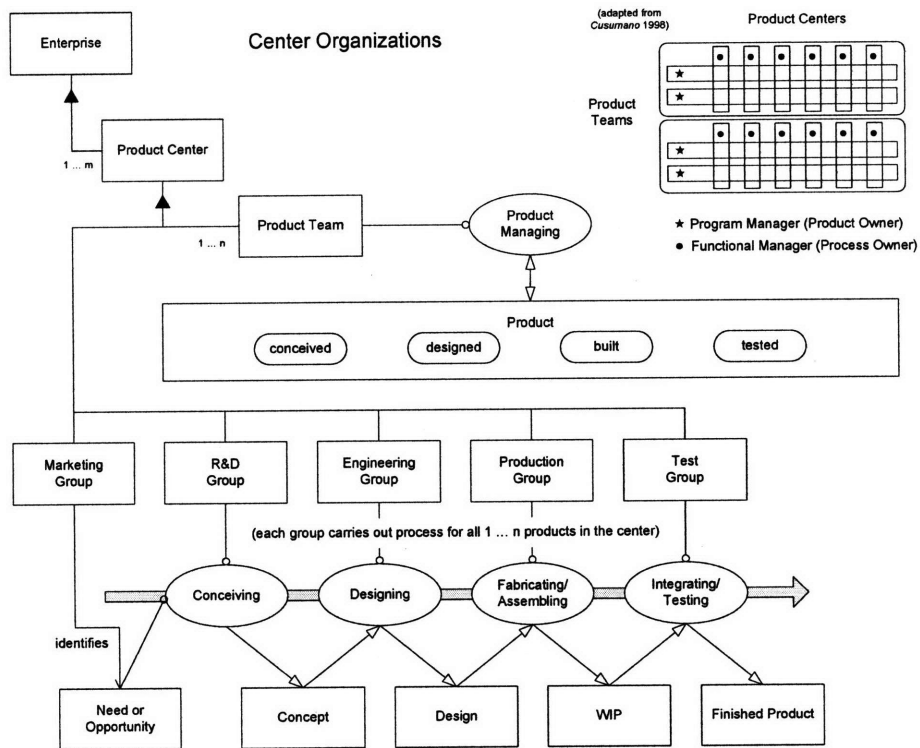 Center Organizations
(adapted from
Cusumano 1998)
Product Centers
Product
Teams
★ Program Manager (Product Owner)
● Functional Manager (Process Owner)
Enterprise
1 ... m
Product Center
1 ... n
Product Team
Product
Managing
Product
conceived
designed
built
tested
Marketing
Group
R&D
Group
Engineering
Group
Production
Group
Test
Group
(each group carries out process for all 1 ... n products in the center)
Conceiving
Designing
Fabricating/
Assembling
Integrating/
Testing
identifies
Need or
Opportunity
Concept
Design
WIP
Finished Product